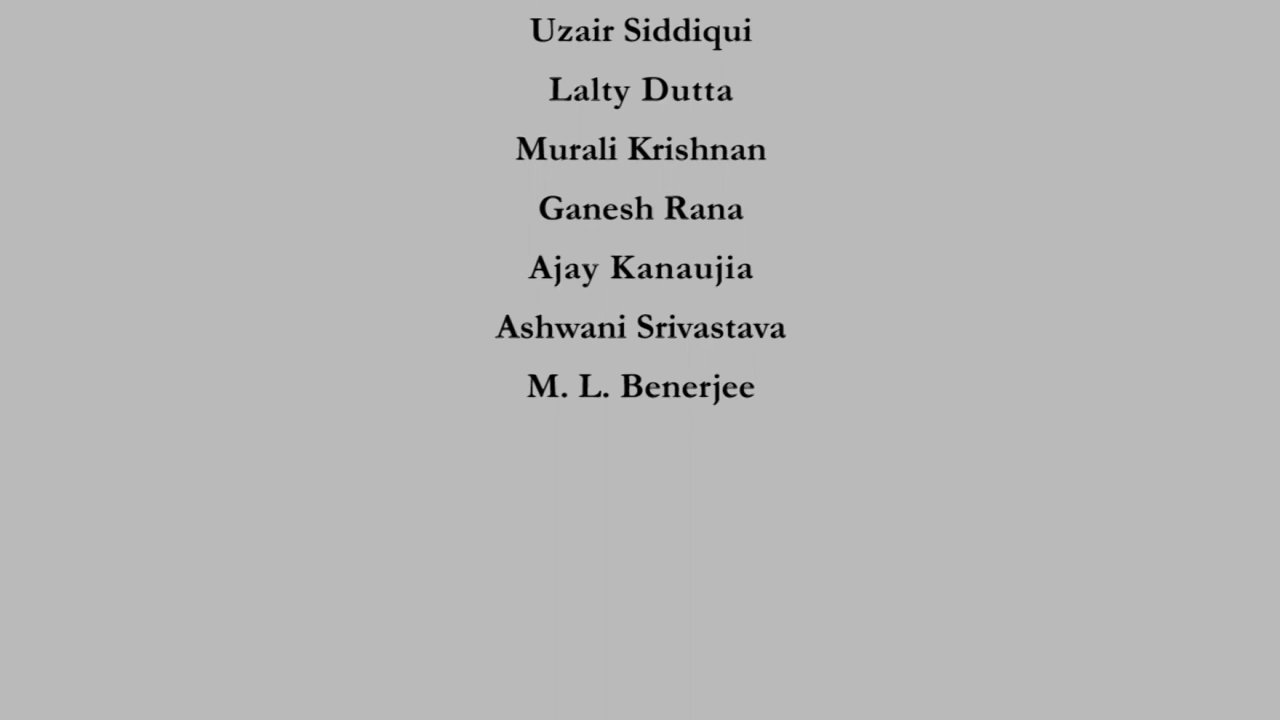 Uzair Siddiqui
Lalty Dutta
Murali Krishnan
Ganesh Rana
Ajay Kanaujia
Ashwani Srivastava
M. L. Benerjee